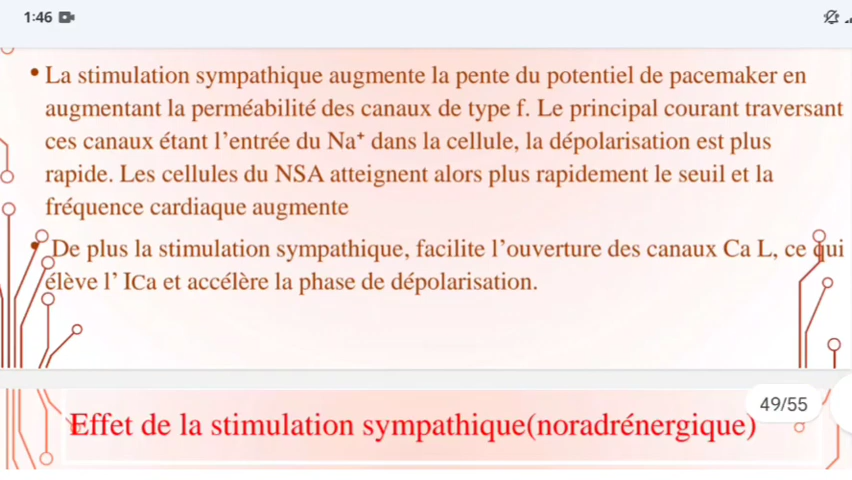 1:46
• La stimulation sympathique augmente la pente du potentiel de pacemaker en
augmentant la perméabilité des canaux de type f. Le principal courant traversant
ces canaux étant l’entrée du Na⁺ dans la cellule, la dépolarisation est plus
rapide. Les cellules du NSA atteignent alors plus rapidement le seuil et la
fréquence cardiaque augmente
• De plus la stimulation sympathique, facilite l’ouverture des canaux Ca L, ce qui
élève l’ ICa et accélère la phase de dépolarisation.
49/55
Effet de la stimulation sympathique(noradrénergique)